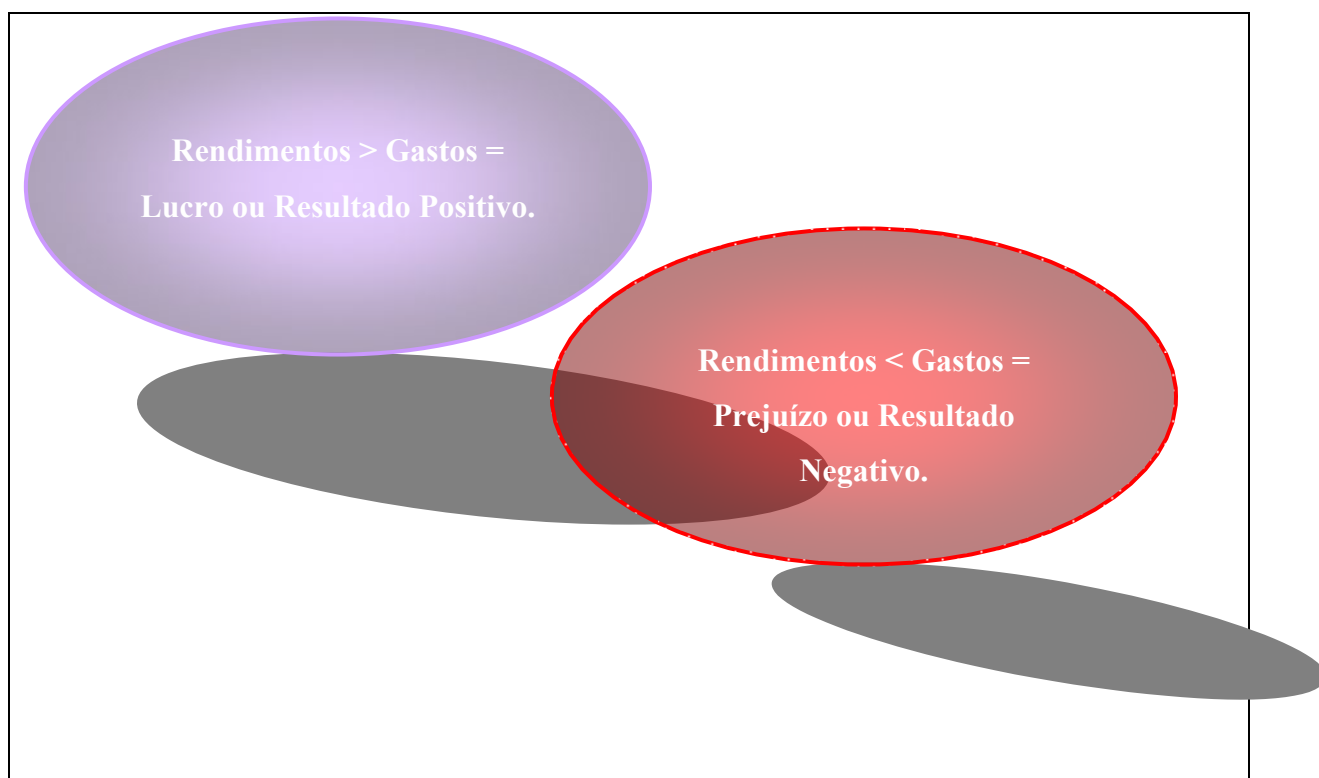 Rendimentos > Gastos =
Lucro ou Resultado Positivo.
Rendimentos < Gastos =
Prejuízo ou Resultado
Negativo.